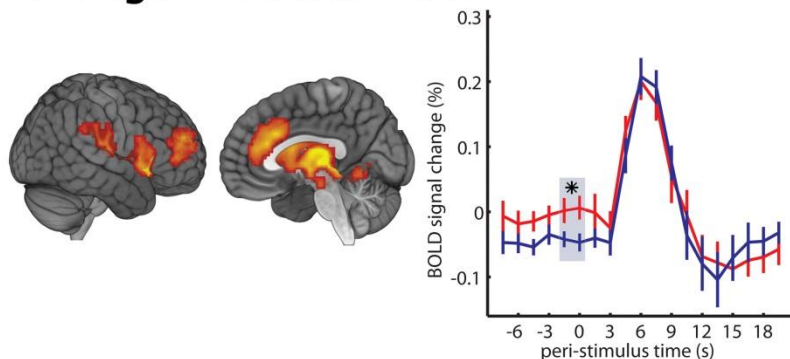 0.3
0.2
0.1
0
-0.1
BOLD signal change (%)
*
-6 -3 0 3 6 9 12 15 18
peri-stimulus time (s)